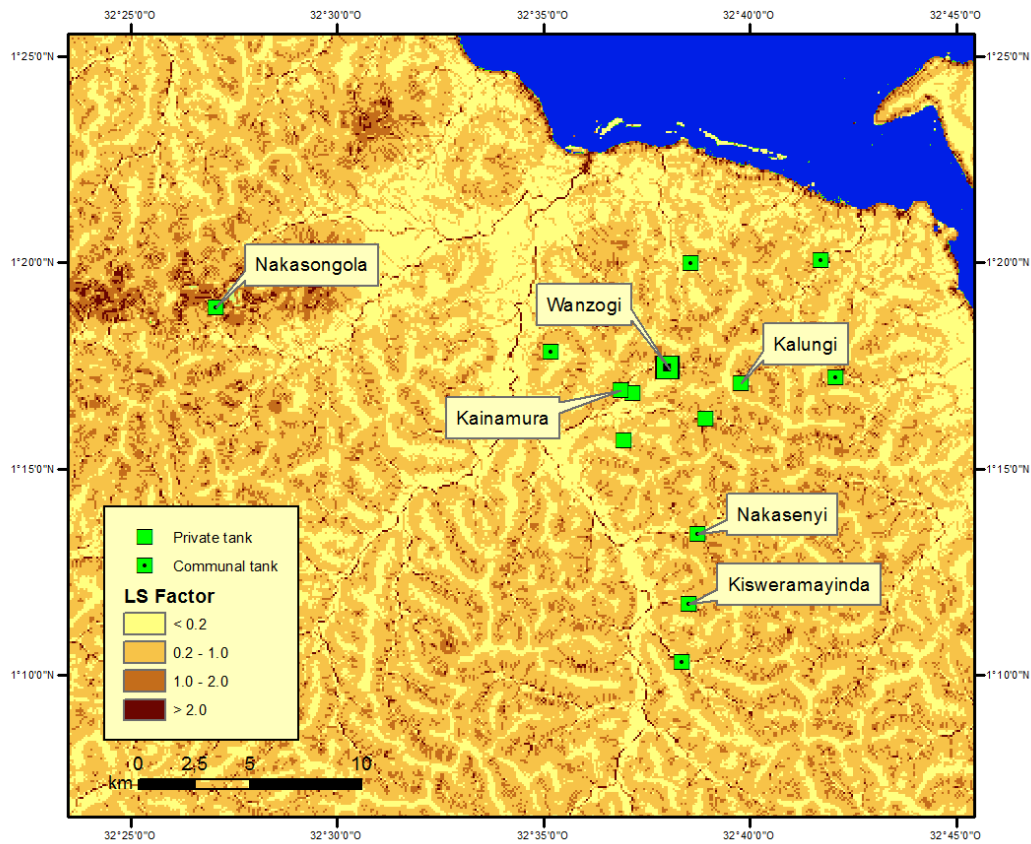 32°25'0"E 32°30'0"E 32°35'0"E 32°40'0"E 32°45'0"E
1°25'0"N 1°25'0"N
1°20'0"N 1°20'0"N
Nakasongola
Wanzogi
Kalungi
Kainamura
1°15'0"N 1°15'0"N
Nakasenyi
Kisweramayinda
Private tank
Communal tank
LS Factor
< 0.2
0.2 - 1.0
1.0 - 2.0
> 2.0
1°10'0"N 1°10'0"N
0 2.5 5 10
km
32°25'0"E 32°30'0"E 32°35'0"E 32°40'0"E 32°45'0"E